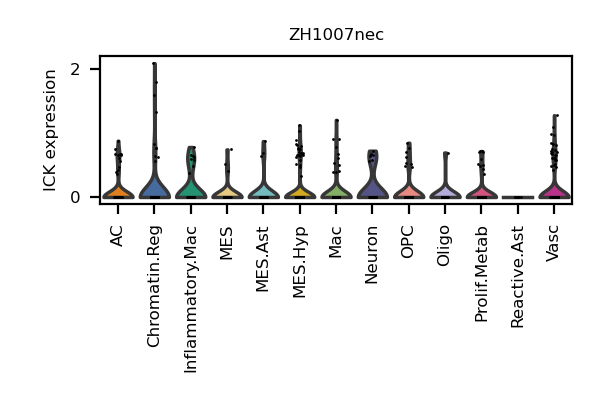 ZH1007nec
ICK expression
2
0
AC
Chromatin.Reg
Inflammatory.Mac
MES
MES.Ast
MES.Hyp
Mac
Neuron
OPC
Oligo
Prolif.Metab
Reactive.Ast
Vasc